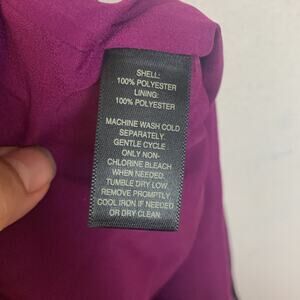 SHELL:
100% POLYESTER
LINING:
100% POLYESTER
MACHINE WASH COLD
SEPARATELY.
GENTLE CYCLE.
ONLY NON-
CHLORINE BLEACH
WHEN NEEDED.
TUMBLE DRY LOW.
REMOVE PROMPTLY.
COOL IRON IF NEEDED
OR DRY CLEAN.